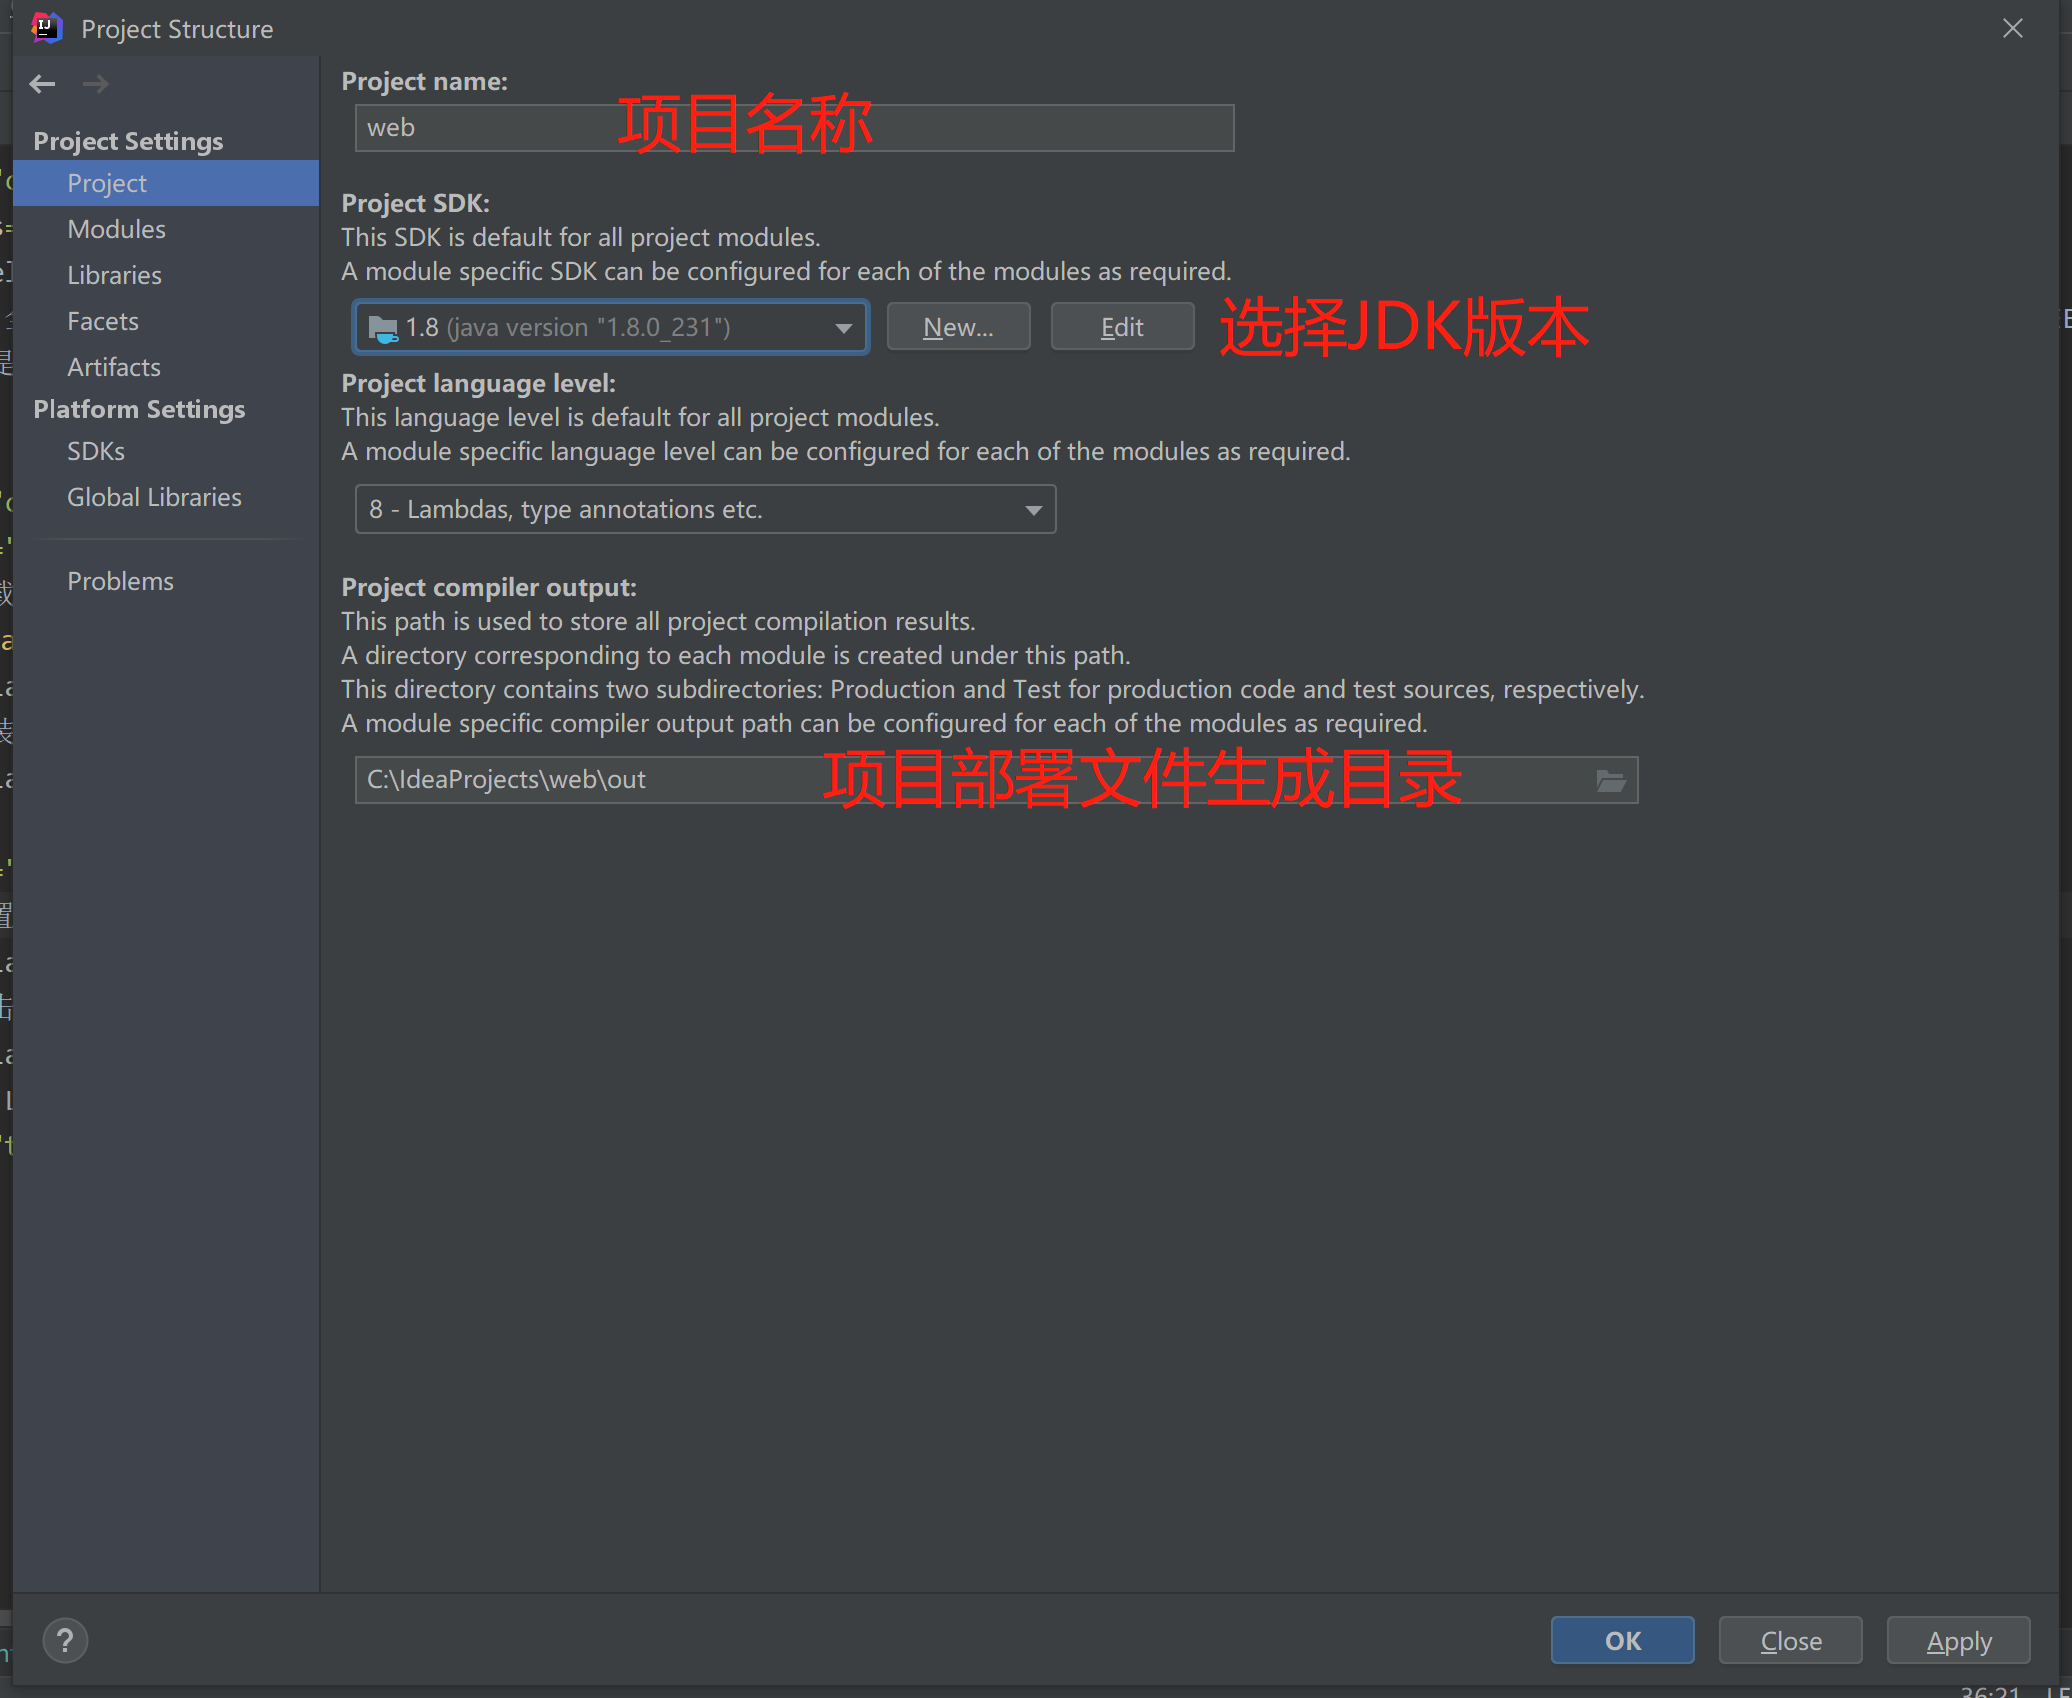 Project Structure
Project Settings
Project
Modules
Libraries
Facets
Artifacts
Platform Settings
SDKs
Global Libraries
Problems
Project name:
web
项目名称
Project SDK:
This SDK is default for all project modules.
A module specific SDK can be configured for each of the modules as required.
1.8 (java version "1.8.0_231")
New...
Edit
选择JDK版本
Project language level:
This language level is default for all project modules.
A module specific language level can be configured for each of the modules as required.
8 - Lambdas, type annotations etc.
Project compiler output:
This path is used to store all project compilation results.
A directory corresponding to each module is created under this path.
This directory contains two subdirectories: Production and Test for production code and test sources, respectively.
A module specific compiler output path can be configured for each of the modules as required.
C:\IdeaProjects\web\out
项目部署文件生成目录
?
OK
Close
Apply